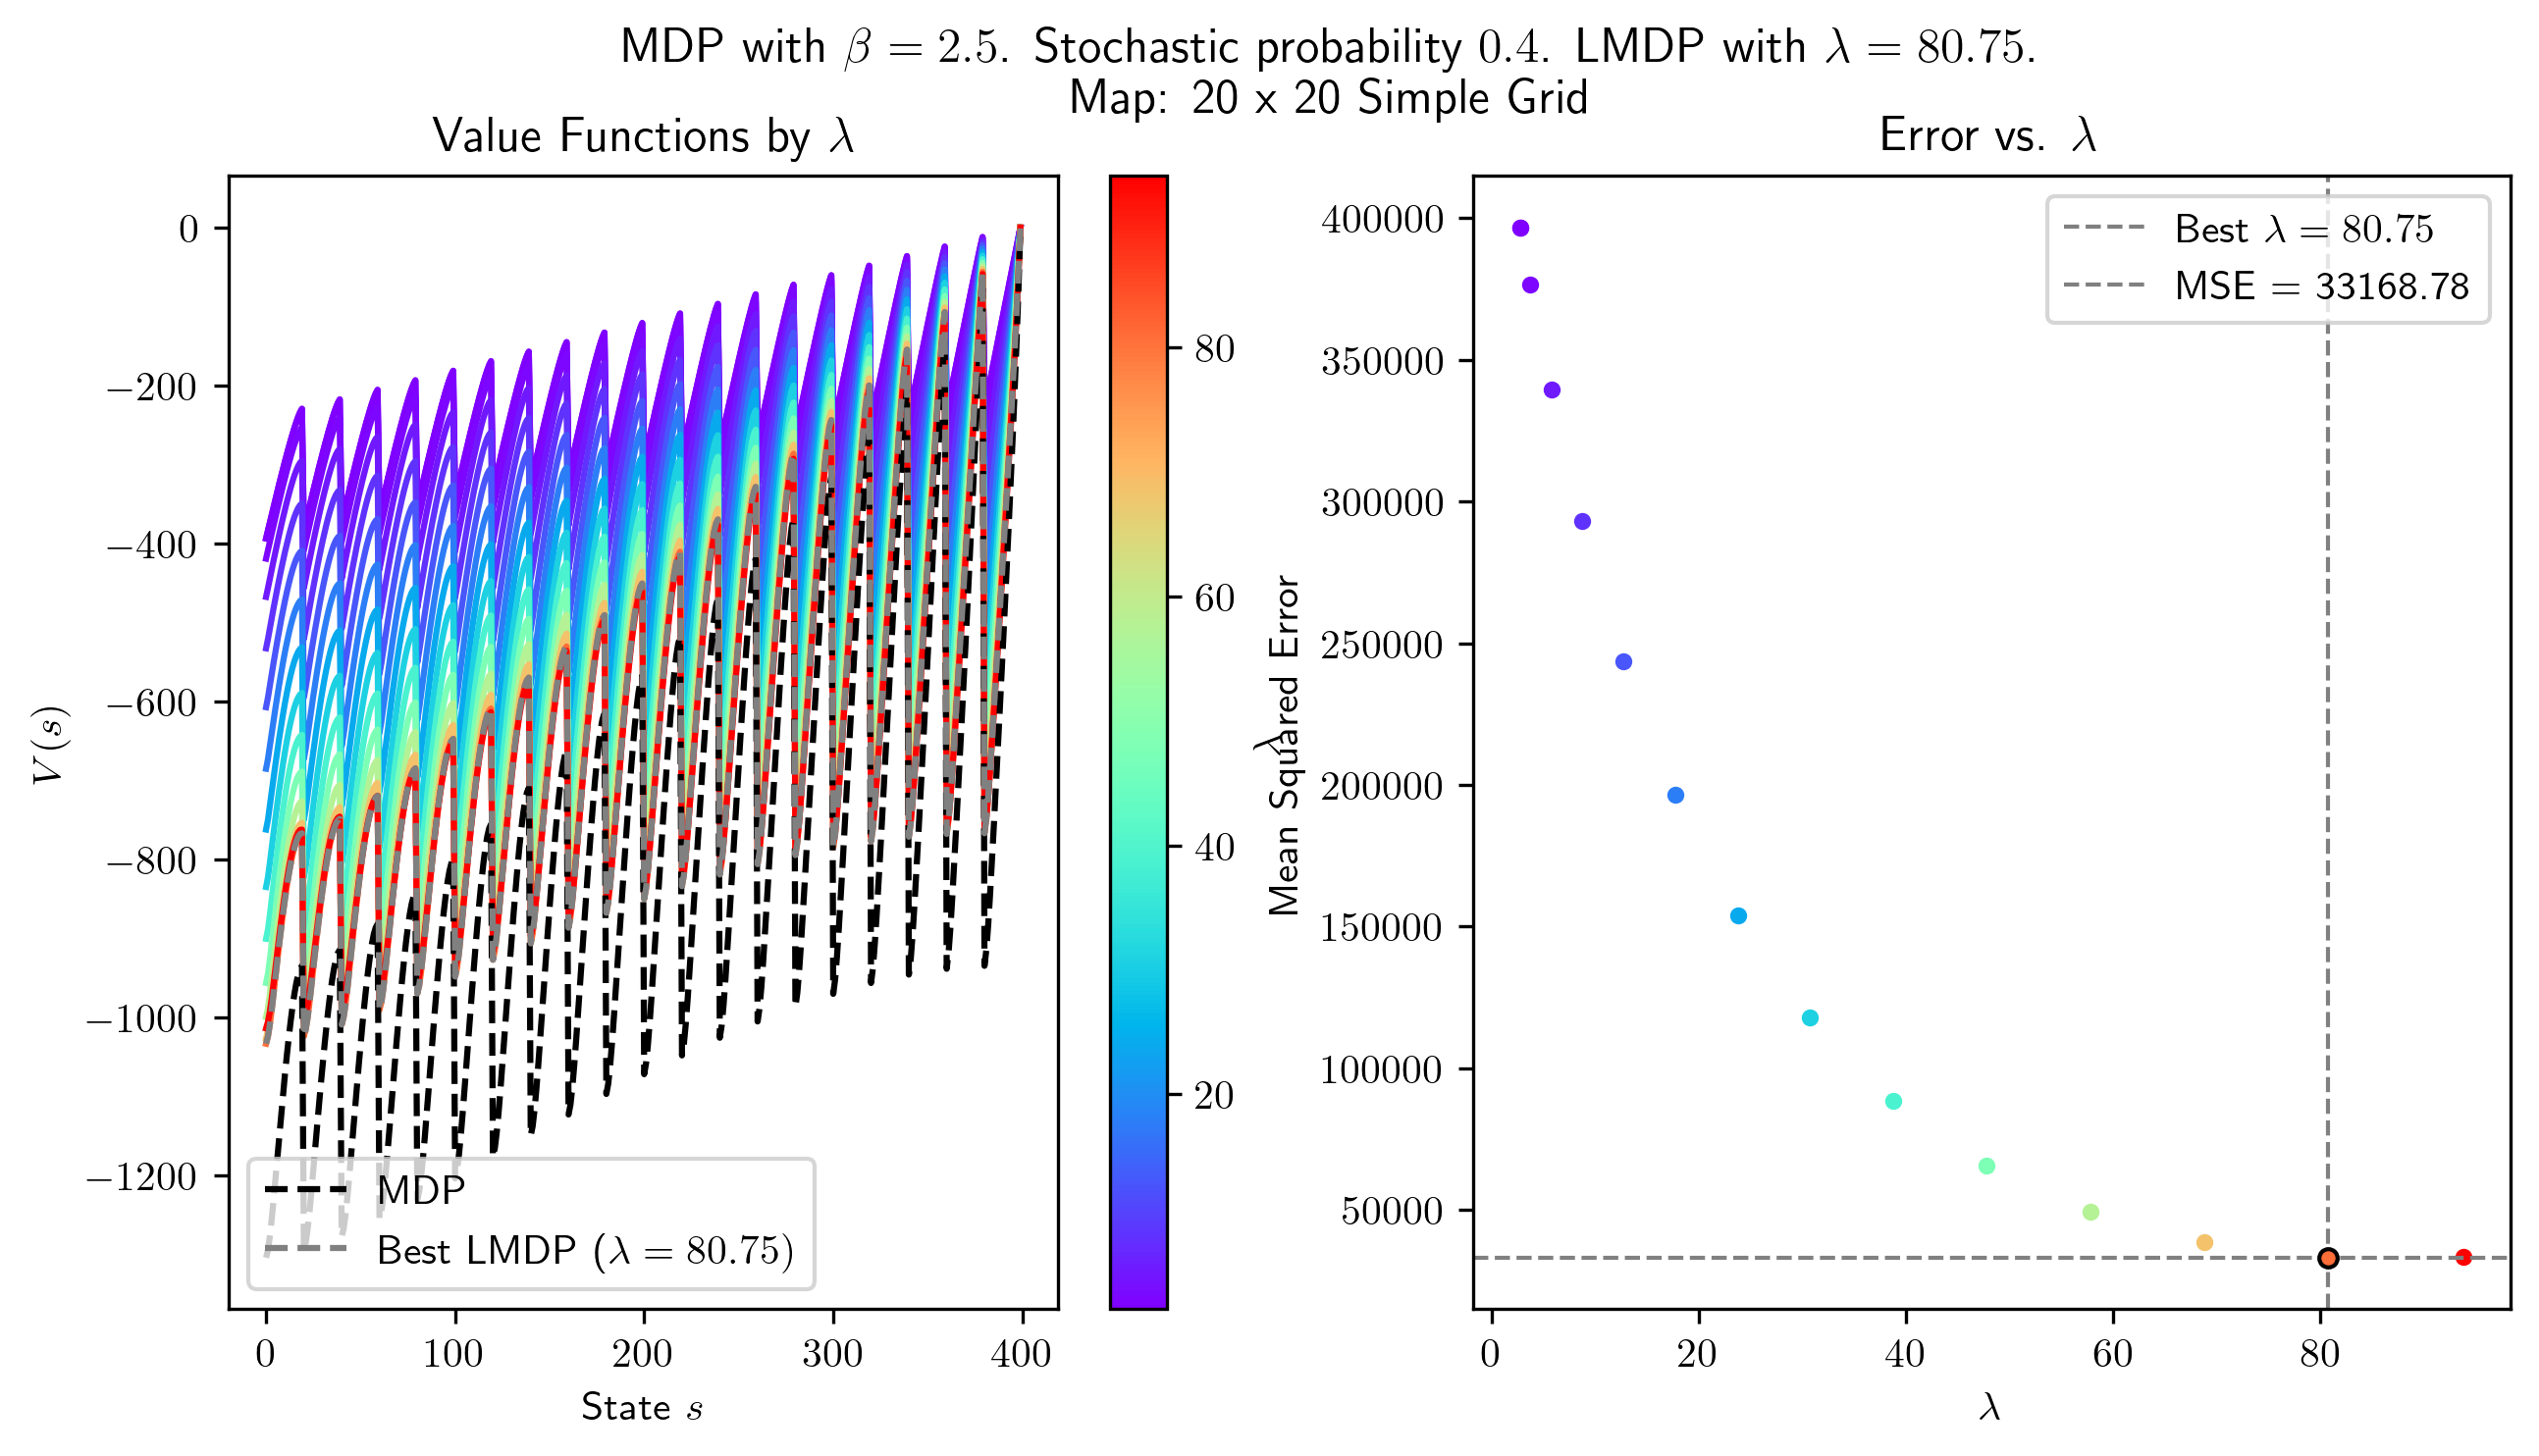 MDP with β = 2.5. Stochastic probability 0.4. LMDP with λ = 80.75.
Map: 20 x 20 Simple Grid
Value Functions by λ
0
−200
−400
−600
−800
−1000
−1200
V(s)
0
100
200
300
400
State s
MDP
Best LMDP (λ = 80.75)
80
60
40
20
λ
Error vs. λ
400000
350000
300000
250000
200000
150000
100000
50000
Mean Squared Error
0
20
40
60
80
λ
Best λ = 80.75
MSE = 33168.78